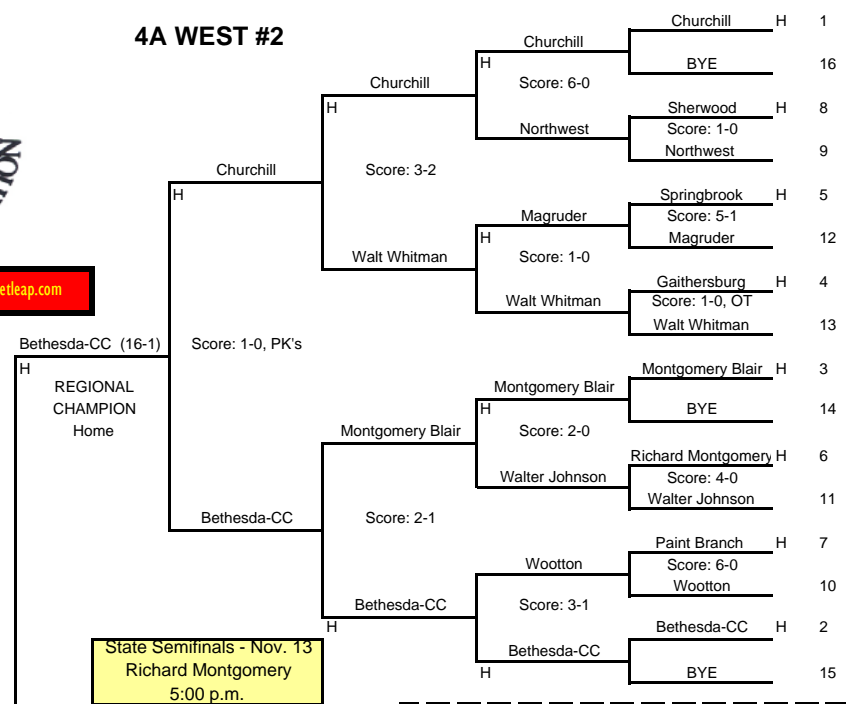 4A WEST #2
Churchill H 1
BYE 16
Churchill
H
Score: 6-0
Sherwood H 8
Score: 1-0
Northwest 9
Northwest
Churchill
H
Score: 3-2
Springbrook H 5
Score: 5-1
Magruder 12
Magruder
H
Score: 1-0
Gaithersburg H 4
Score: 1-0, OT
Walt Whitman 13
Walt Whitman
Walt Whitman
Churchill
H
Score: 1-0, PK's
etleap.com
Bethesda-CC (16-1)
H
REGIONAL
CHAMPION
Home
Montgomery Blair H 3
BYE 14
Montgomery Blair
H
Score: 2-0
Richard Montgomery H 6
Score: 4-0
Walter Johnson 11
Walter Johnson
Montgomery Blair
Score: 2-1
Bethesda-CC
Paint Branch H 7
Score: 6-0
Wootton 10
Wootton
Score: 3-1
Bethesda-CC
H
Bethesda-CC H 2
BYE 15
Bethesda-CC
H
State Semifinals - Nov. 13
Richard Montgomery
5:00 p.m.